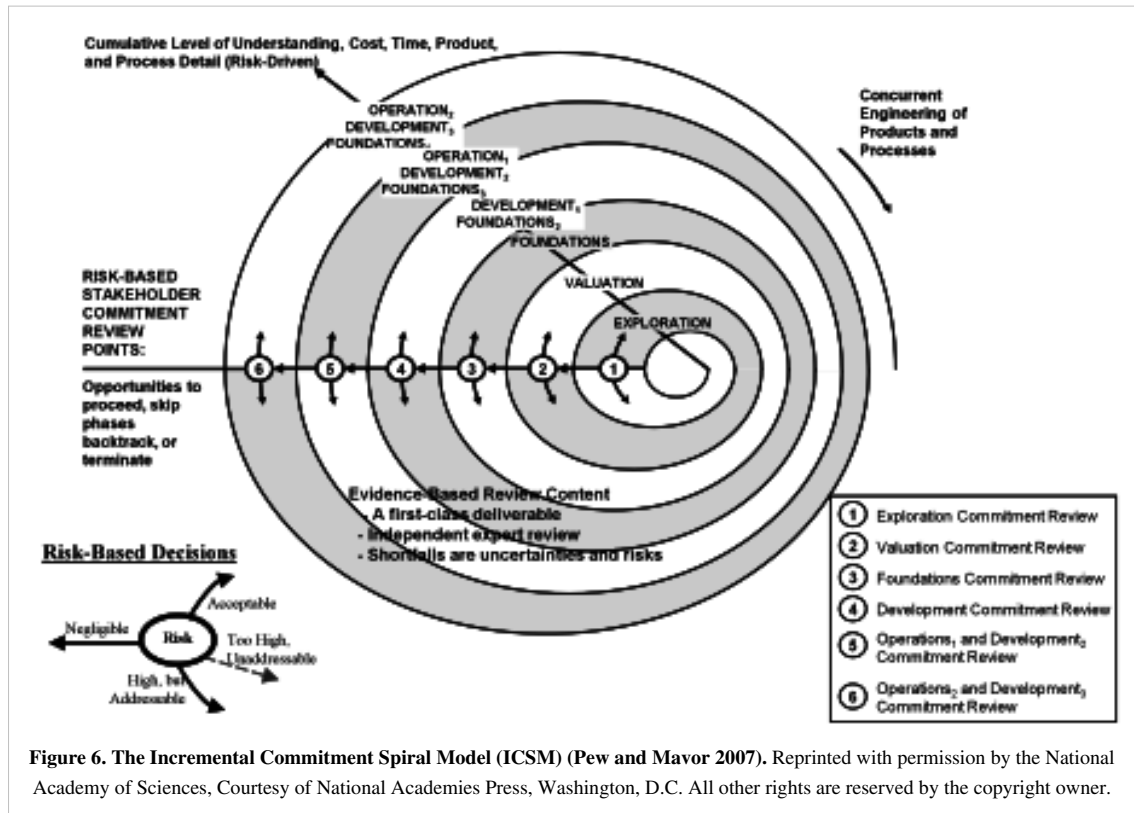 Cumulative Level of Understanding, Cost, Time, Product,
and Process Detail (Risk-Driven)
Concurrent
Engineering of
Products and
Processes
OPERATION₂
DEVELOPMENT₃
FOUNDATIONS₄
OPERATION₁
DEVELOPMENT₂
FOUNDATIONS₃
DEVELOPMENT₁
FOUNDATIONS₂
FOUNDATIONS
VALUATION
EXPLORATION
RISK-BASED
STAKEHOLDER
COMMITMENT
REVIEW
POINTS:
6 5 4 3 2 1
Opportunities to
proceed, skip
phases
backtrack, or
terminate
Evidence-Based Review Content
- A first-class deliverable
- Independent expert review
- Shortfalls are uncertainties and risks
Risk-Based Decisions
Acceptable
Negligible
Risk
Too High,
Unaddressable
High, but
Addressable
1 Exploration Commitment Review
2 Valuation Commitment Review
3 Foundations Commitment Review
4 Development Commitment Review
5 Operations₁ and Development₂
Commitment Review
6 Operations₂ and Development₃
Commitment Review
Figure 6. The Incremental Commitment Spiral Model (ICSM) (Pew and Mavor 2007). Reprinted with permission by the National
Academy of Sciences, Courtesy of National Academies Press, Washington, D.C. All other rights are reserved by the copyright owner.